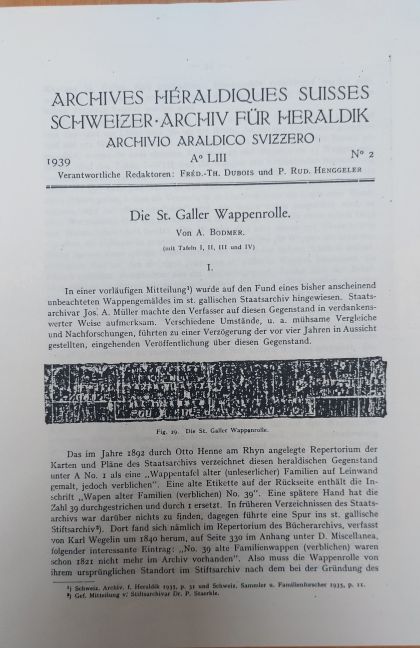 ARCHIVES HÉRALDIQUES SUISSES
SCHWEIZER·ARCHIV FÜR HERALDIK
ARCHIVIO ARALDICO SVIZZERO
1939 Aº LIII Nº 2
Verantwortliche Redaktoren: FRÉD.-TH. DUBOIS und P. RUD. HENGGELER
Die St. Galler Wappenrolle.
Von A. BODMER.
(mit Tafeln I, II, III und IV)
I.
In einer vorläufigen Mitteilung¹) wurde auf den Fund eines bisher anscheinend
unbeachteten Wappengemäldes im st. gallischen Staatsarchiv hingewiesen. Staats-
archivar Jos. A. Müller machte den Verfasser auf diesen Gegenstand in verdankens-
werter Weise aufmerksam. Verschiedene Umstände, u. a. mühsame Vergleiche
und Nachforschungen, führten zu einer Verzögerung der vor vier Jahren in Aussicht
gestellten, eingehenden Veröffentlichung über diesen Gegenstand.
Fig. 29. Die St. Galler Wappenrolle.
Das im Jahre 1892 durch Otto Henne am Rhyn angelegte Repertorium der
Karten und Pläne des Staatsarchivs verzeichnet diesen heraldischen Gegenstand
unter A No. 1 als eine „Wappentafel alter (unleserlicher) Familien auf Leinwand
gemalt, jedoch verblichen". Eine alte Etikette auf der Rückseite enthält die In-
schrift „Wapen alter Familien (verblichen) No. 39". Eine spätere Hand hat die
Zahl 39 durchgestrichen und durch 1 ersetzt. In früheren Verzeichnissen des Staats-
archivs war darüber nichts zu finden, dagegen führte eine Spur ins st. gallische
Stiftsarchiv²). Dort fand sich nämlich im Repertorium des Bücherarchivs, verfasst
von Karl Wegelin um 1840 herum, auf Seite 330 im Anhang unter D. Miscellanea,
folgender interessante Eintrag: „No. 39 alte Familienwappen (verblichen) waren
schon 1821 nicht mehr im Archiv vorhanden". Also muss die Wappenrolle von
ihrem ursprünglichen Standort im Stiftsarchiv nach dem bei der Gründung des
¹) Schweiz. Archiv. f. Heraldik 1935, p. 31 und Schweiz. Sammler u. Familienforscher 1935, p. 11.
²) Gef. Mitteilung v. Stiftsarchivar Dr. P. Staerkle.